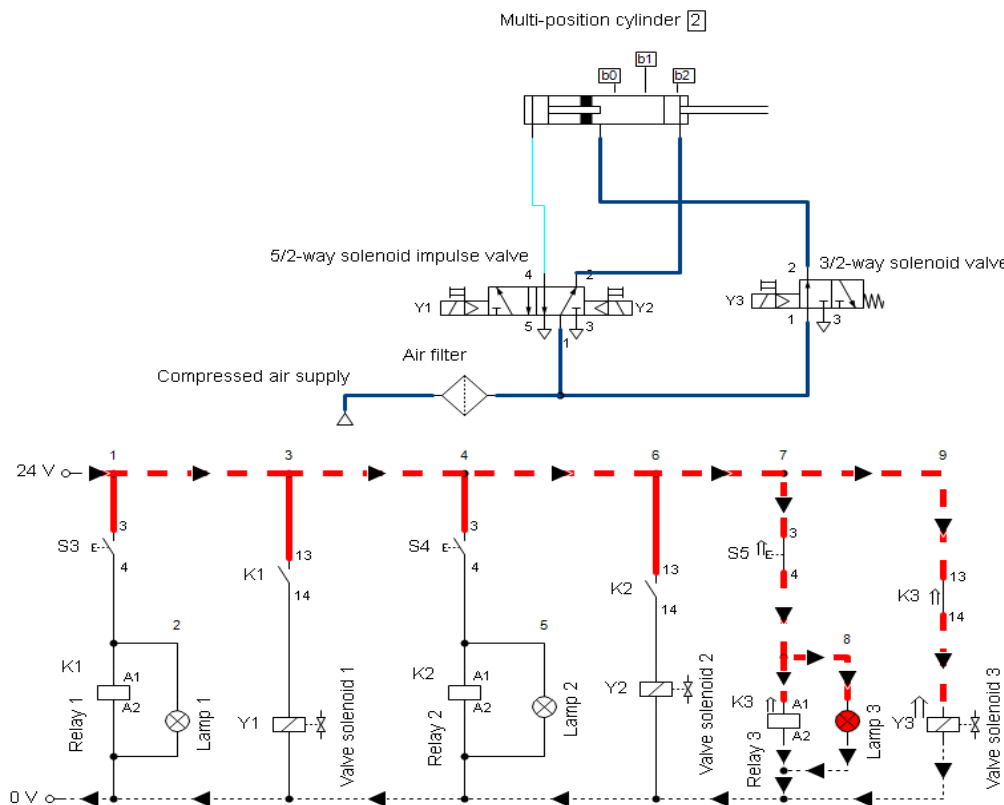 Multi-position cylinder 2
b1
b0 b2
5/2-way solenoid impulse valve
3/2-way solenoid valve
4 2
2
Y1 Y2
Y3
5 3
1
1 3
Air filter
Compressed air supply
1 3 4 6 7 9
24 V
3 3 3
S3 S4 S5
4 4 4
13 13 13
K1 K2 K3
14 14 14
2 5 8
K1 A1
A2
Relay 1
Lamp 1
Y1
Valve solenoid 1
K2 A1
A2
Relay 2
Lamp 2
Y2
Valve solenoid 2
K3 A1
A2
Relay 3
Lamp 3
Y3
Valve solenoid 3
0 V